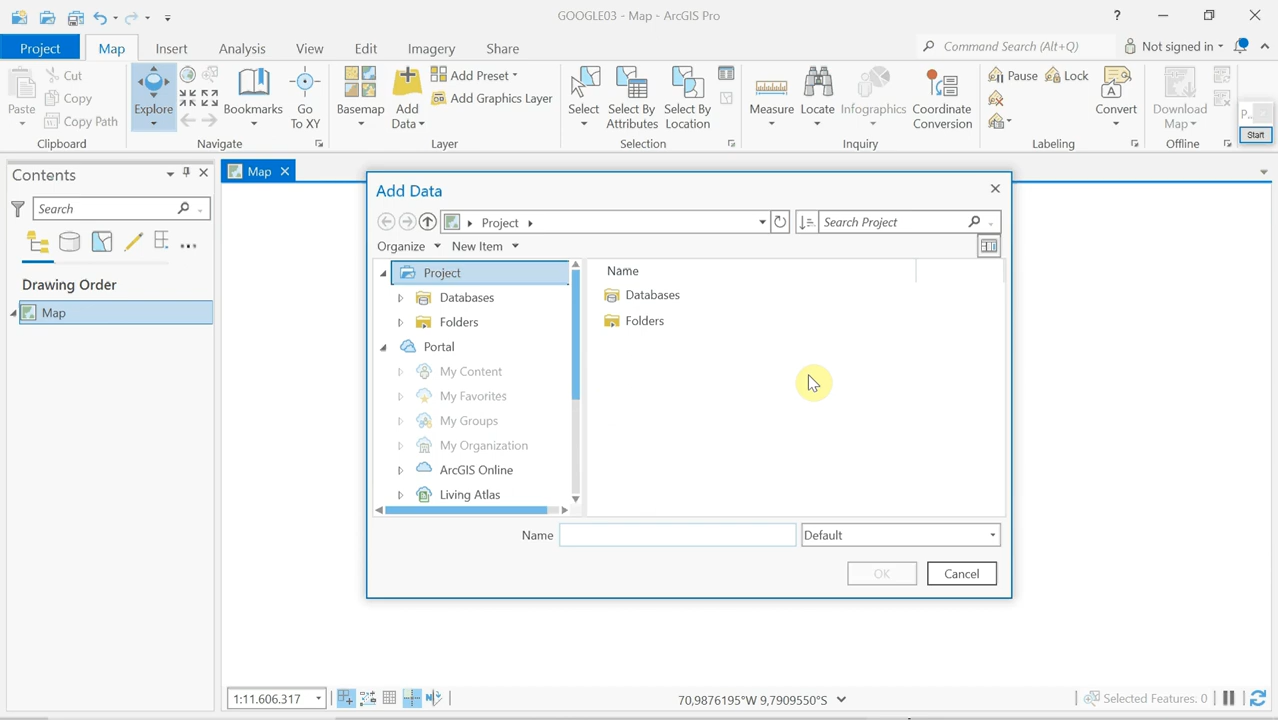 GOOGLE03 - Map - ArcGIS Pro
?
Project
Map
Insert
Analysis
View
Edit
Imagery
Share
Command Search (Alt+Q)
Not signed in
Paste
Cut
Copy
Copy Path
Clipboard
Explore
Bookmarks
Go
To XY
Navigate
Basemap
Add
Data
Add Preset
Add Graphics Layer
Layer
Select
Select By
Attributes
Select By
Location
Selection
Measure
Locate
Infographics
Coordinate
Conversion
Inquiry
Pause
Lock
Convert
Labeling
Download
Map
Offline
P...
Start
Contents
Search
Drawing Order
Map
Map
Add Data
Project
Search Project
Organize
New Item
Project
Databases
Folders
Portal
My Content
My Favorites
My Groups
My Organization
ArcGIS Online
Living Atlas
Name
Databases
Folders
Name
Default
OK
Cancel
1:11.606.317
70,9876195°W 9,7909550°S
Selected Features: 0